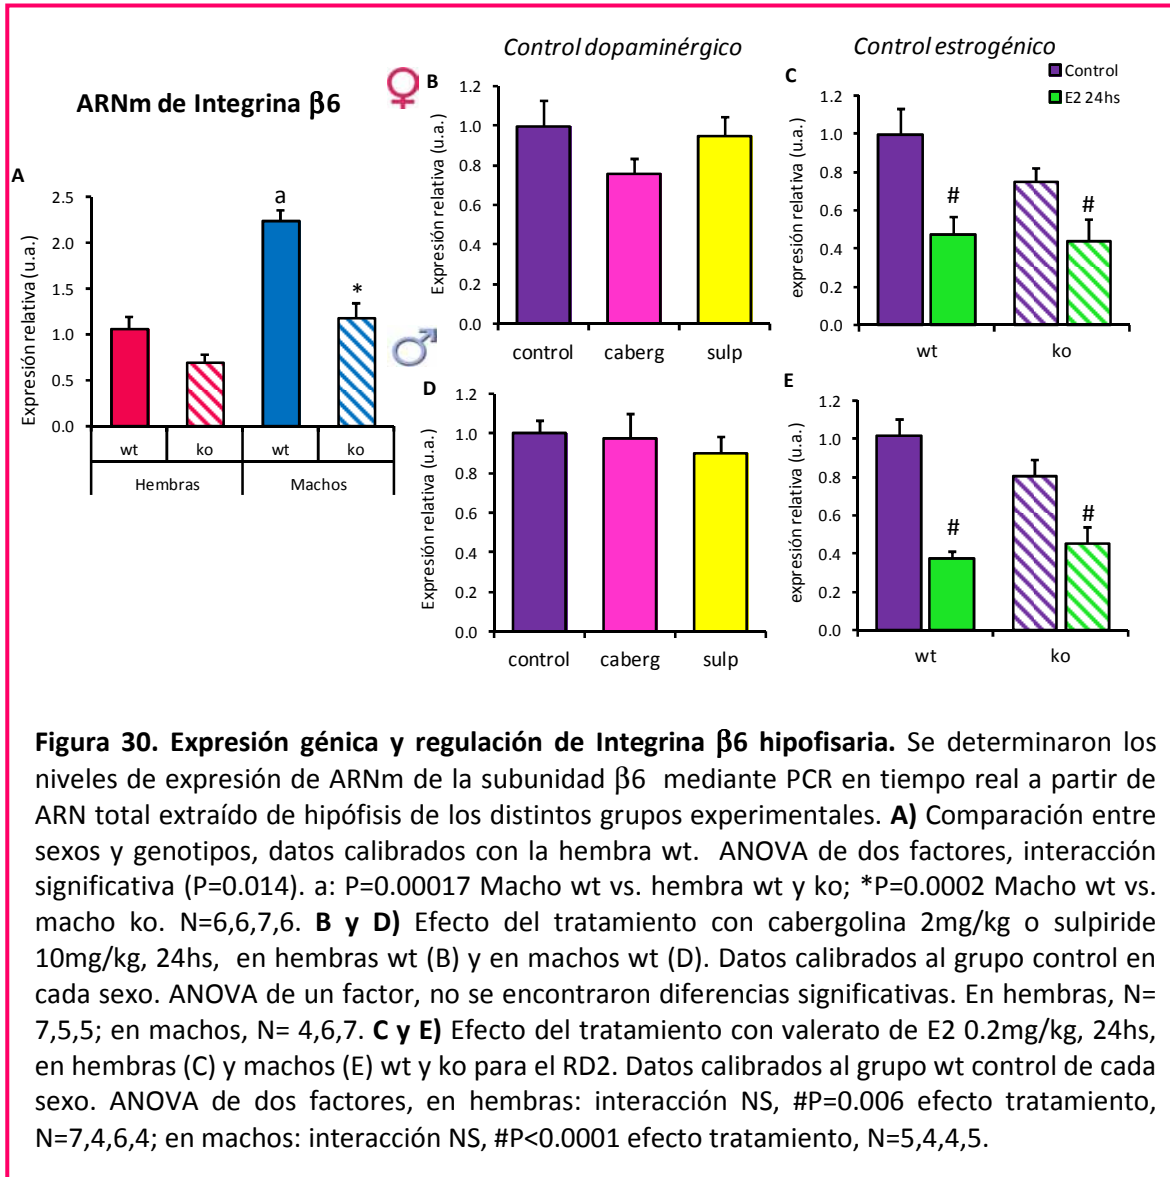 Control dopaminérgico
Control estrogénico
ARNm de Integrina β6
A
Expresión relativa (u.a.)
2.5
2.0
1.5
1.0
0.5
0.0
a
*
wt
ko
wt
ko
Hembras
Machos
B
Expresión relativa (u.a.)
1.2
1.0
0.8
0.6
0.4
0.2
0.0
control
caberg
sulp
C
Control
E2 24hs
expresión relativa (u.a.)
1.2
1.0
0.8
0.6
0.4
0.2
0.0
#
#
wt
ko
D
Expresión relativa (u.a.)
1.2
1.0
0.8
0.6
0.4
0.2
0.0
control
caberg
sulp
E
expresión relativa (u.a.)
1.2
1.0
0.8
0.6
0.4
0.2
0.0
#
#
wt
ko
Figura 30. Expresión génica y regulación de Integrina β6 hipofisaria. Se determinaron los
niveles de expresión de ARNm de la subunidad β6 mediante PCR en tiempo real a partir de
ARN total extraído de hipófisis de los distintos grupos experimentales. A) Comparación entre
sexos y genotipos, datos calibrados con la hembra wt. ANOVA de dos factores, interacción
significativa (P=0.014). a: P=0.00017 Macho wt vs. hembra wt y ko; *P=0.0002 Macho wt vs.
macho ko. N=6,6,7,6. B y D) Efecto del tratamiento con cabergolina 2mg/kg o sulpiride
10mg/kg, 24hs, en hembras wt (B) y en machos wt (D). Datos calibrados al grupo control en
cada sexo. ANOVA de un factor, no se encontraron diferencias significativas. En hembras, N=
7,5,5; en machos, N= 4,6,7. C y E) Efecto del tratamiento con valerato de E2 0.2mg/kg, 24hs,
en hembras (C) y machos (E) wt y ko para el RD2. Datos calibrados al grupo wt control de cada
sexo. ANOVA de dos factores, en hembras: interacción NS, #P=0.006 efecto tratamiento,
N=7,4,6,4; en machos: interacción NS, #P<0.0001 efecto tratamiento, N=5,4,4,5.